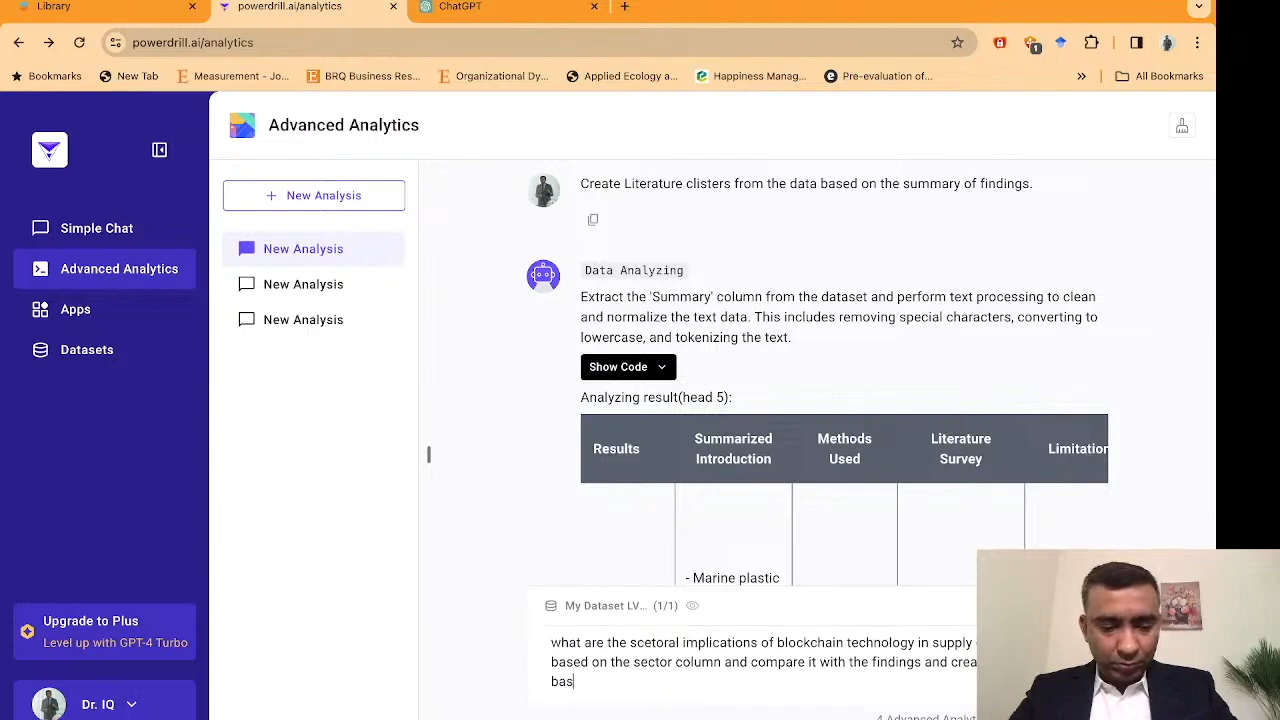 Library
powerdrill.ai/analytics
ChatGPT
powerdrill.ai/analytics
1
Bookmarks
New Tab
Measurement - Jo...
BRQ Business Res...
Organizational Dy...
Applied Ecology a...
Happiness Manag...
Pre-evaluation of...
All Bookmarks
Advanced Analytics
New Analysis
Simple Chat
Advanced Analytics
Apps
Datasets
New Analysis
New Analysis
New Analysis
Create Literature clisters from the data based on the summary of findings.
Data Analyzing
Extract the 'Summary' column from the dataset and perform text processing to clean
and normalize the text data. This includes removing special characters, converting to
lowercase, and tokenizing the text.
Show Code
Analyzing result(head 5):
Results
Summarized
Introduction
Methods
Used
Literature
Survey
Limitation
- Marine plastic
My Dataset LV... (1/1)
what are the scetoral implications of blockchain technology in supply
based on the sector column and compare it with the findings and crea
bas
4 Advanced Analyti
Upgrade to Plus
Level up with GPT-4 Turbo
Dr. IQ